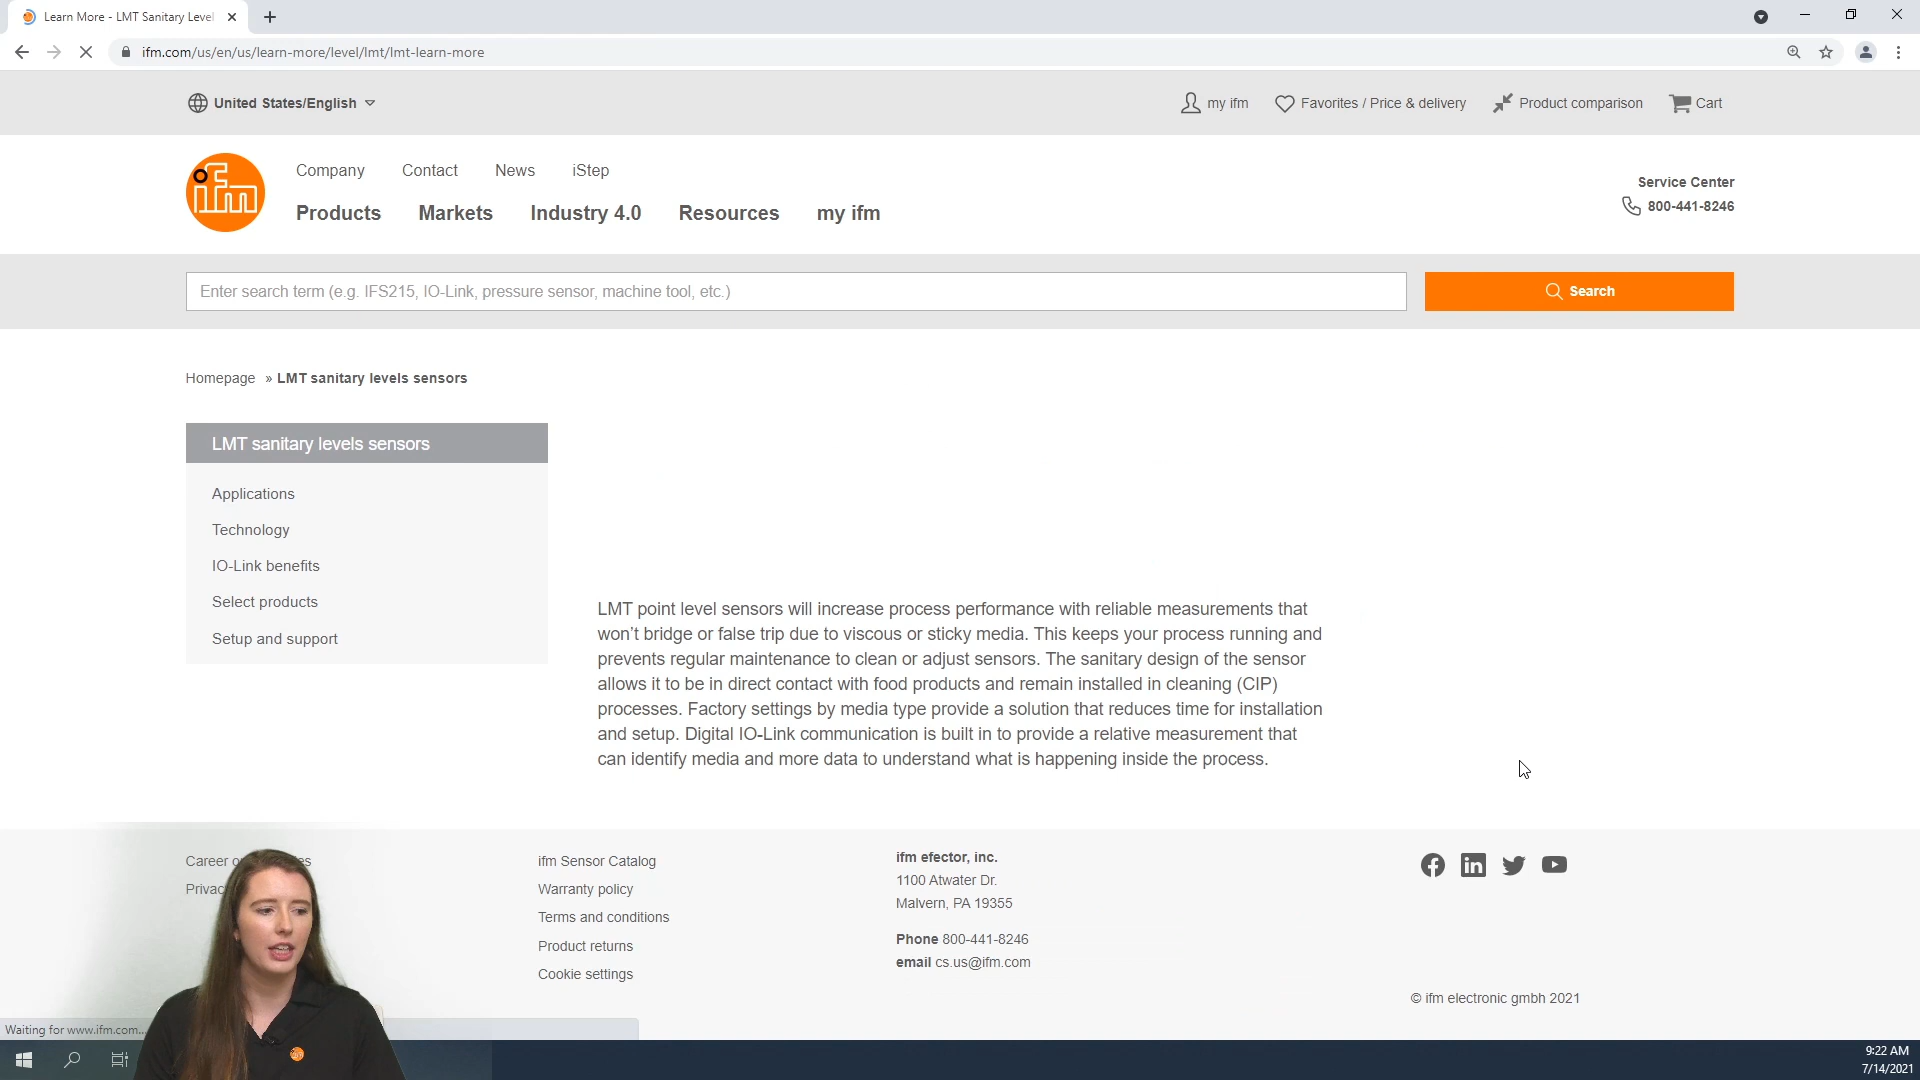 Learn More - LMT Sanitary Level
ifm.com/us/en/us/learn-more/level/lmt/lmt-learn-more
United States/English
my ifm
Favorites / Price & delivery
Product comparison
Cart
ifm
Company
Contact
News
iStep
Products
Markets
Industry 4.0
Resources
my ifm
Service Center
800-441-8246
Enter search term (e.g. IFS215, IO-Link, pressure sensor, machine tool, etc.)
Search
Homepage » LMT sanitary levels sensors
LMT sanitary levels sensors
Applications
Technology
IO-Link benefits
Select products
Setup and support
LMT point level sensors will increase process performance with reliable measurements that
won't bridge or false trip due to viscous or sticky media. This keeps your process running and
prevents regular maintenance to clean or adjust sensors. The sanitary design of the sensor
allows it to be in direct contact with food products and remain installed in cleaning (CIP)
processes. Factory settings by media type provide a solution that reduces time for installation
and setup. Digital IO-Link communication is built in to provide a relative measurement that
can identify media and more data to understand what is happening inside the process.
Career
ifm Sensor Catalog
Warranty policy
Terms and conditions
Product returns
Cookie settings
ifm efector, inc.
1100 Atwater Dr.
Malvern, PA 19355
Phone 800-441-8246
email cs.us@ifm.com
© ifm electronic gmbh 2021
Waiting for www.ifm.com...
9:22 AM
7/14/2021